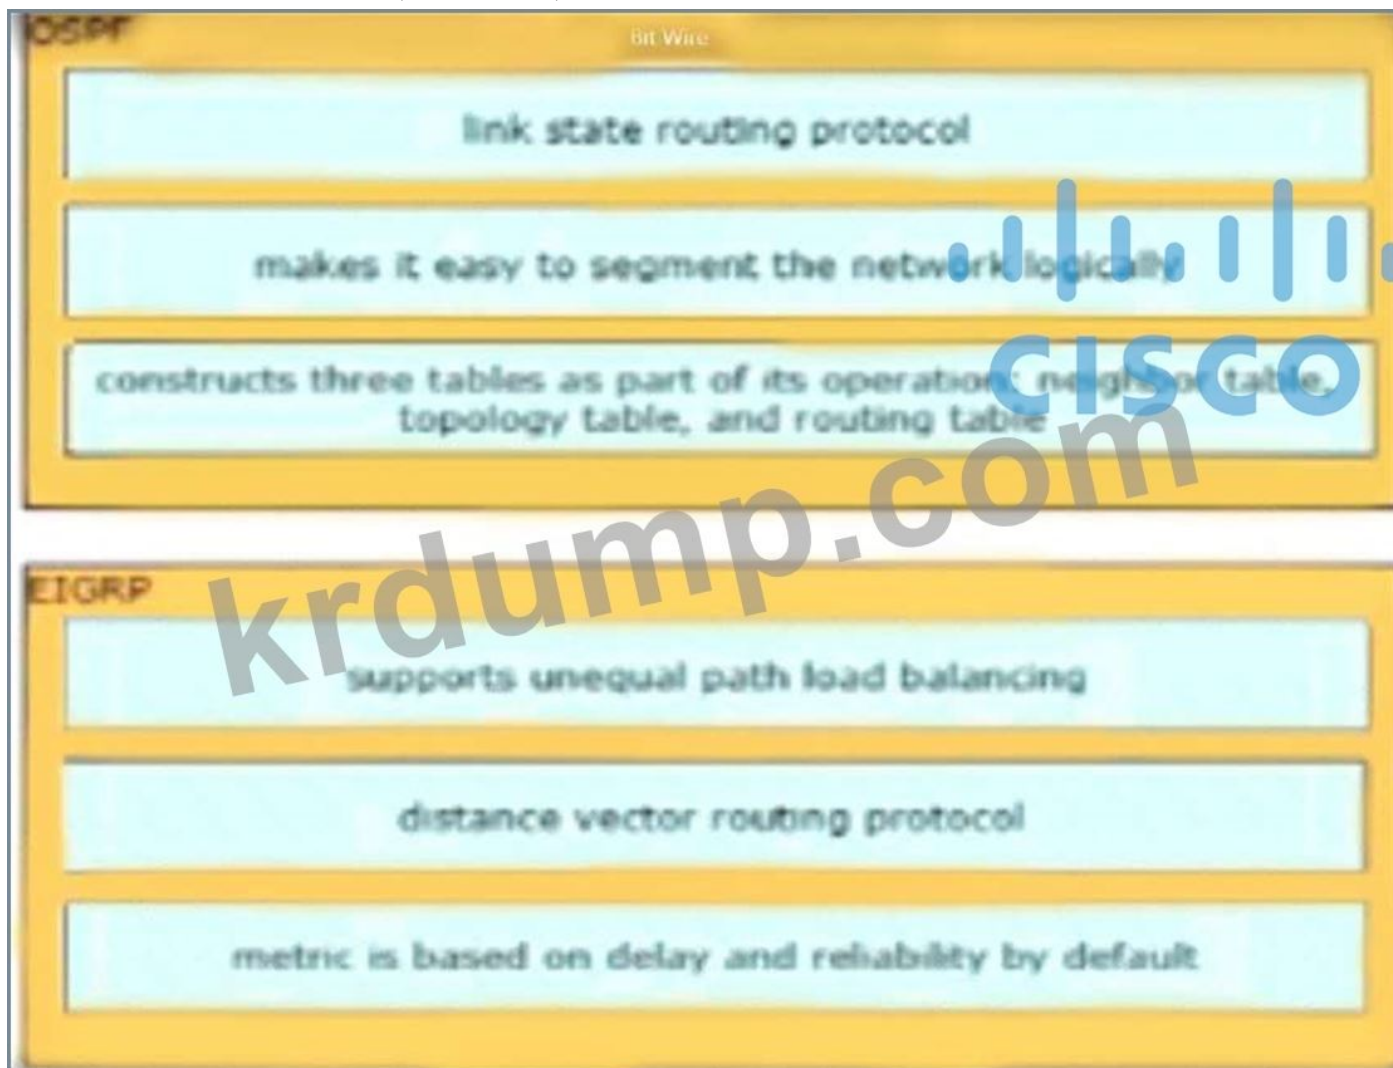 OSPF
Bit Wire
link state routing protocol
makes it easy to segment the network logically
constructs three tables as part of its operation: neighbor table,
topology table, and routing table
CISCO
krdump.com
EIGRP
supports unequal path load balancing
distance vector routing protocol
metric is based on delay and reliability by default